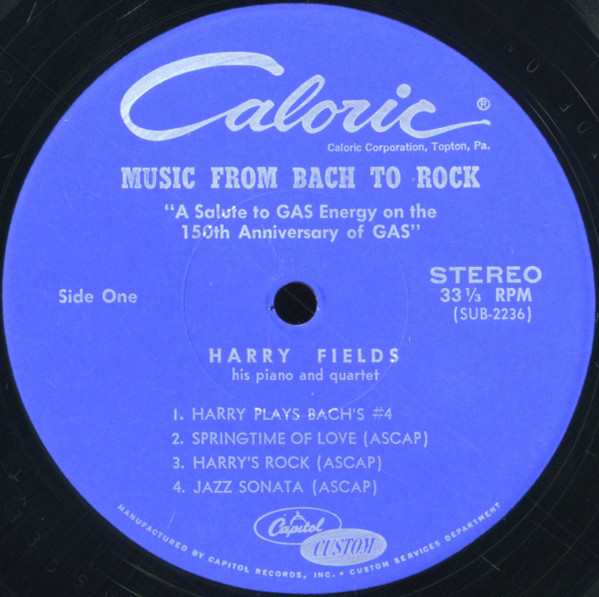 Caloric®
Caloric Corporation, Topton, Pa.
MUSIC FROM BACH TO ROCK
"A Salute to GAS Energy on the
150th Anniversary of GAS"
Side One
STEREO
33⅓ RPM
(SUB-2236)
HARRY FIELDS
his piano and quartet
1. HARRY PLAYS BACH'S #4
2. SPRINGTIME OF LOVE (ASCAP)
3. HARRY'S ROCK (ASCAP)
4. JAZZ SONATA (ASCAP)
Capitol
CUSTOM
MANUFACTURED BY CAPITOL RECORDS, INC. • CUSTOM SERVICES DEPARTMENT